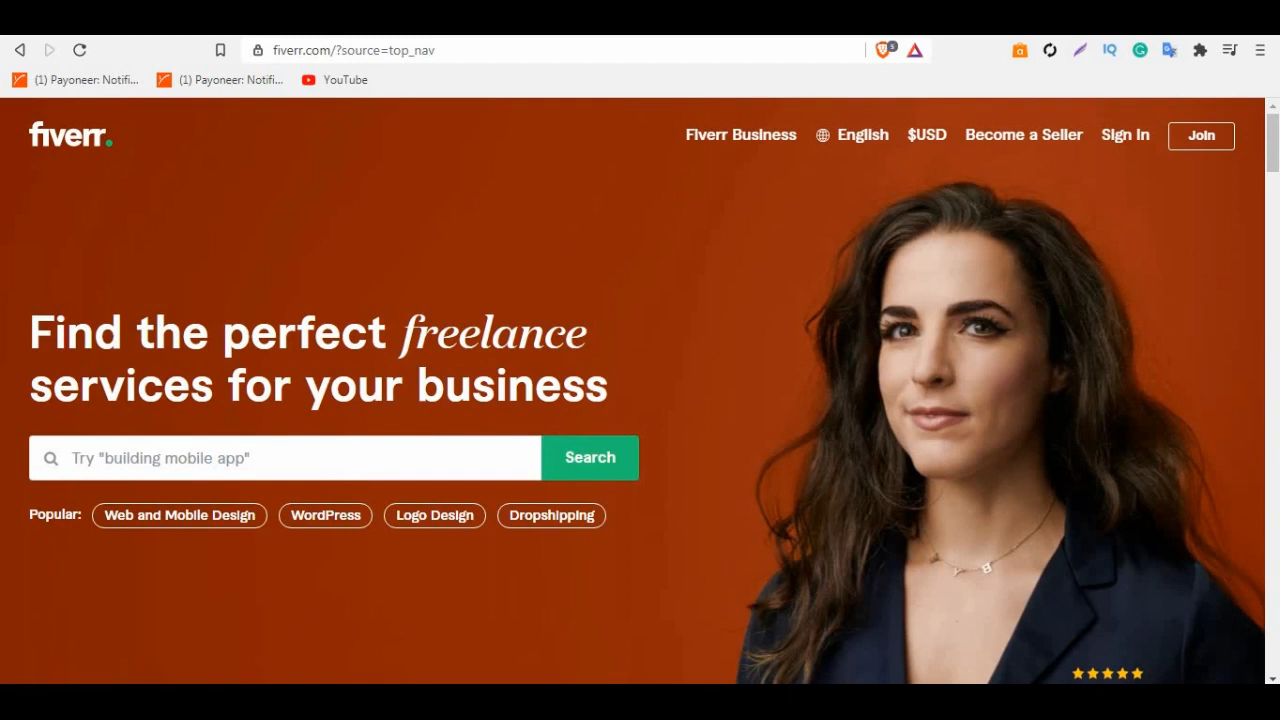 fiverr.com/?source=top_nav
5
(1) Payoneer: Notifi...
(1) Payoneer: Notifi...
YouTube
fiverr.
Fiverr Business
English
$USD
Become a Seller
Sign In
Join
Find the perfect freelance
services for your business
Try "building mobile app"
Search
Popular:
Web and Mobile Design
WordPress
Logo Design
Dropshipping
IQ
Y B